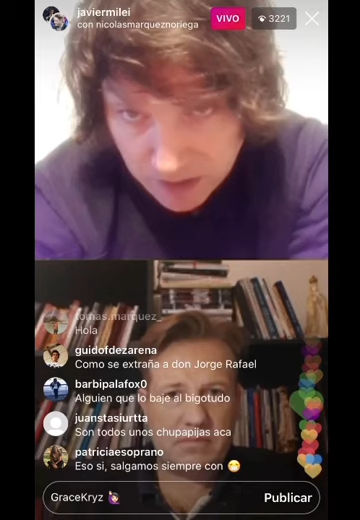 javiermilei
con nicolasmarqueznoriega
VIVO
3221
tomas.marquez_
Hola
guidofdezarena
Como se extraña a don Jorge Rafael
barbipalafox0
Alguien que lo baje al bigotudo
juanstasiurtta
Son todos unos chupapijas aca
patriciaesoprano
Eso si, salgamos siempre con 😷
GraceKryz 🙋🏻‍♀️
Publicar